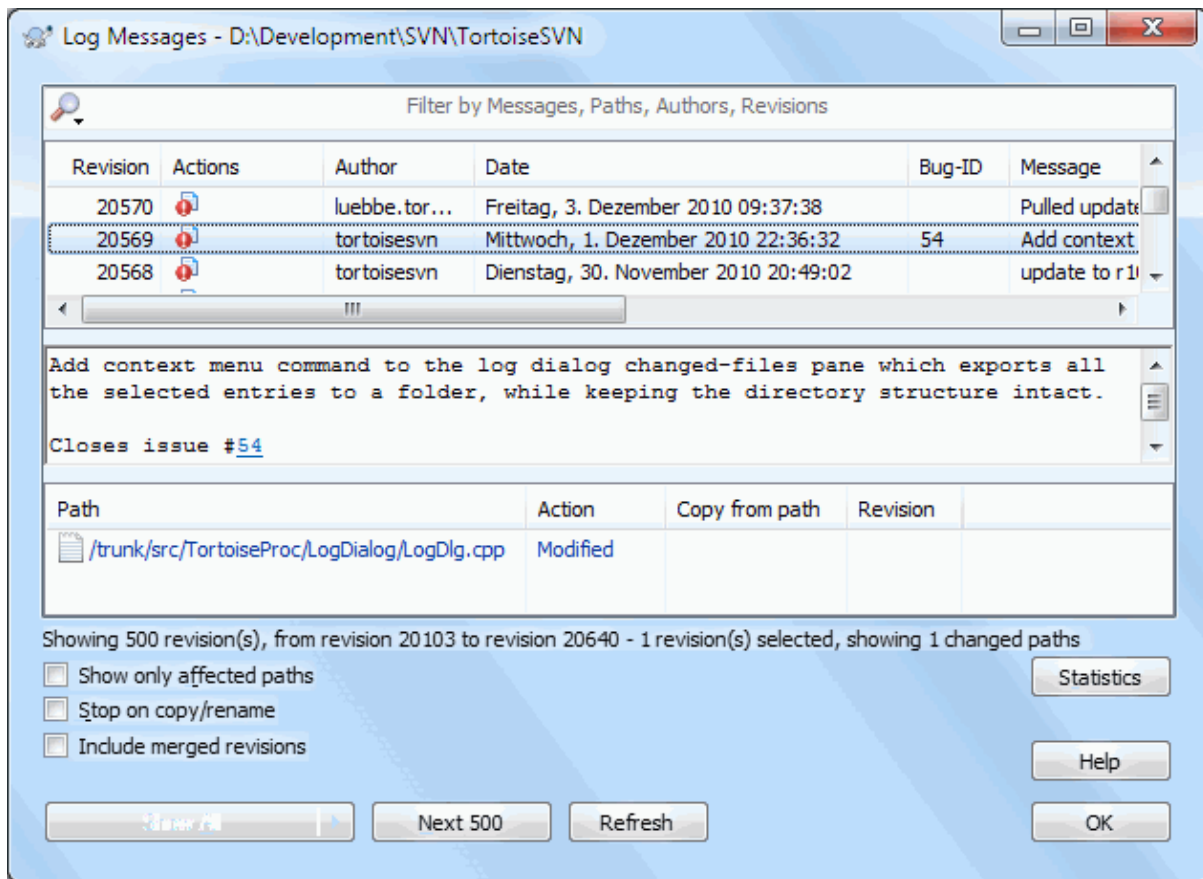 Log Messages - D:\Development\SVN\TortoiseSVN
Filter by Messages, Paths, Authors, Revisions
Revision Actions Author Date Bug-ID Message
20570 luebbe.tor... Freitag, 3. Dezember 2010 09:37:38 Pulled update
20569 tortoisesvn Mittwoch, 1. Dezember 2010 22:36:32 54 Add context
20568 tortoisesvn Dienstag, 30. November 2010 20:49:02 update to
Add context menu command to the log dialog changed-files pane which exports all
the selected entries to a folder, while keeping the directory structure intact.
Closes issue #54
Path Action Copy from path Revision
/trunk/src/TortoiseProc/LogDialog/LogDlg.cpp Modified
Showing 500 revision(s), from revision 20103 to revision 20640 - 1 revision(s) selected, showing 1 changed paths
Show only affected paths
Statistics
Stop on copy/rename
Include merged revisions
Help
Show All Next 500 Refresh OK